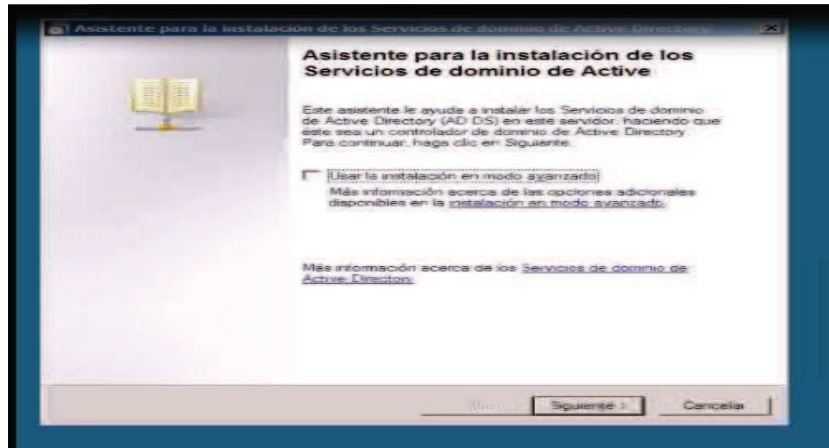 Asistente para la instalación de los Servicios de dominio de Active Directory
Asistente para la instalación de los
Servicios de dominio de Active
Este asistente le ayuda a instalar los Servicios de dominio
de Active Directory (AD DS) en este servidor, haciendo que
éste sea un controlador de dominio de Active Directory.
Para continuar, haga clic en Siguiente.
Usar la instalación en modo avanzado
Más información acerca de las opciones adicionales
disponibles en la instalación en modo avanzado.
Más información acerca de los Servicios de dominio de
Active Directory
Siguiente >
Cancelar